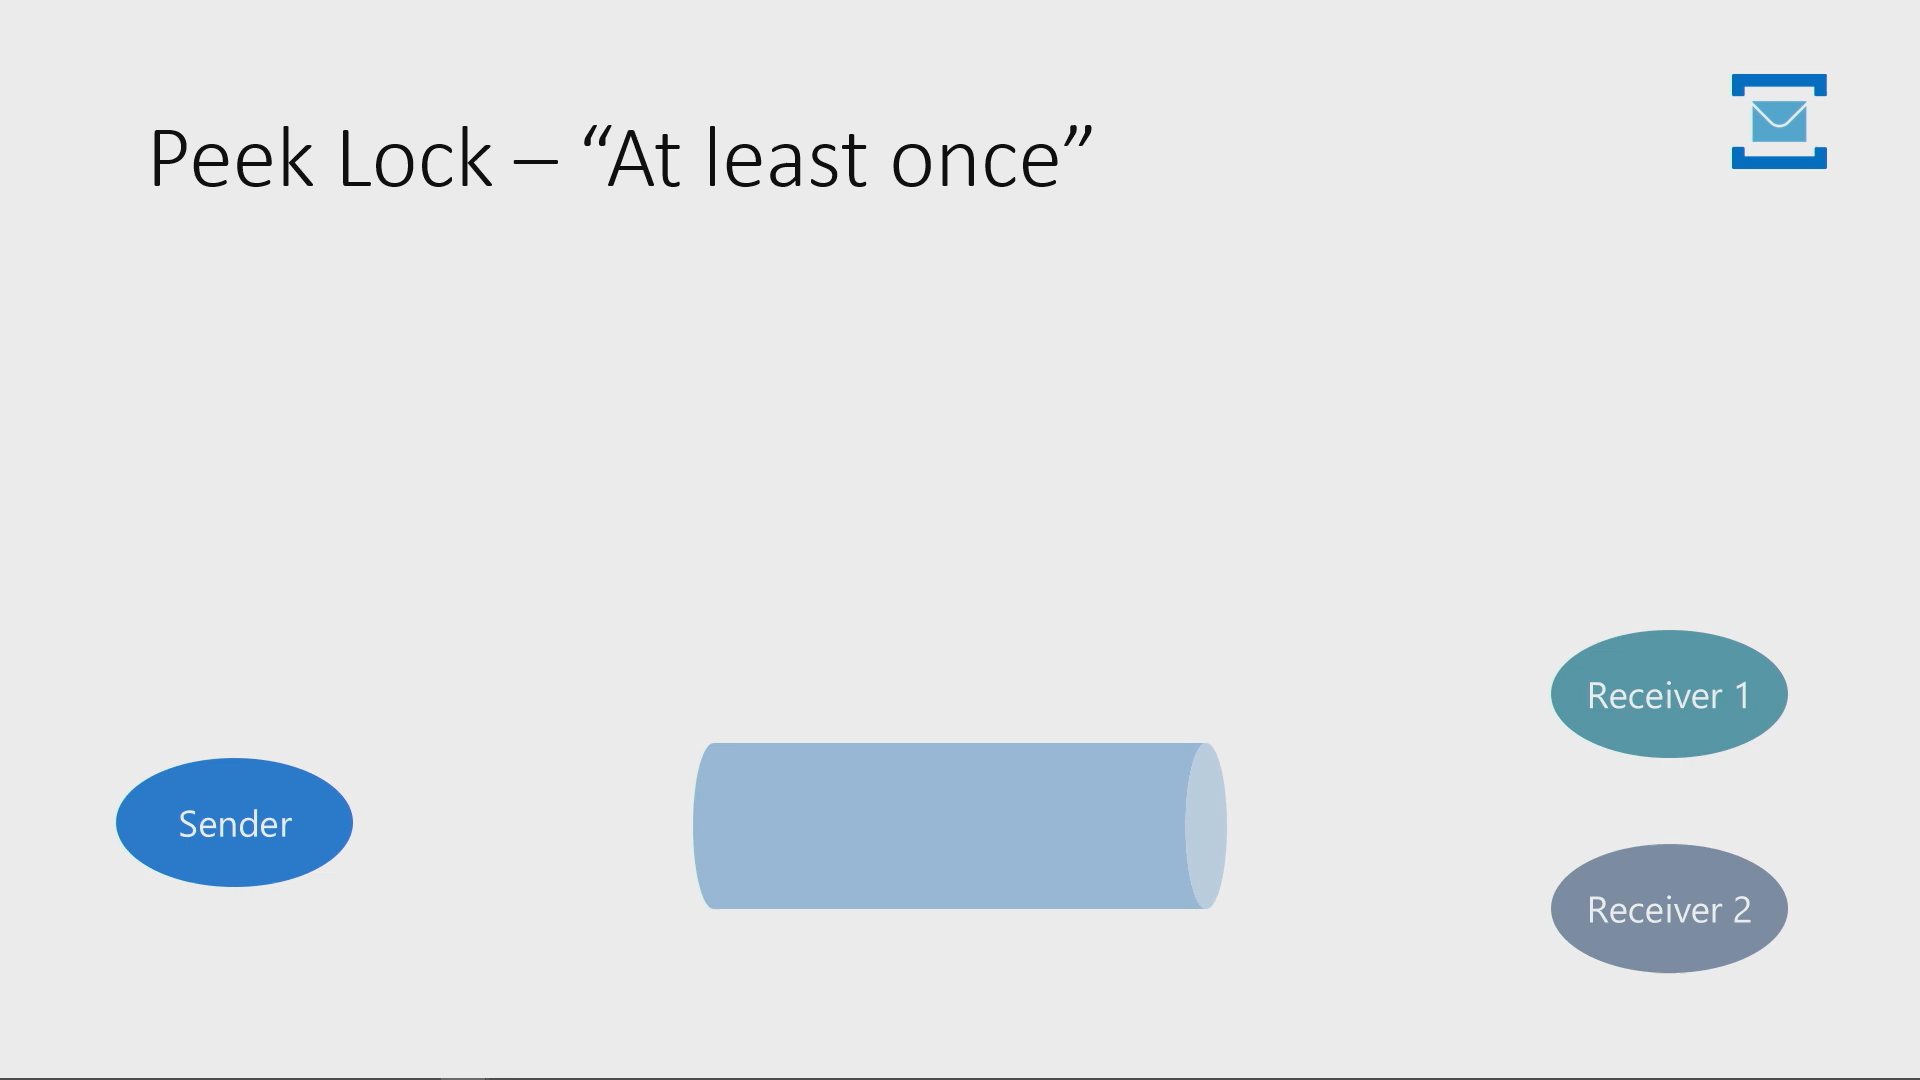 Peek Lock – “At least once”
Receiver 1
Sender
Receiver 2